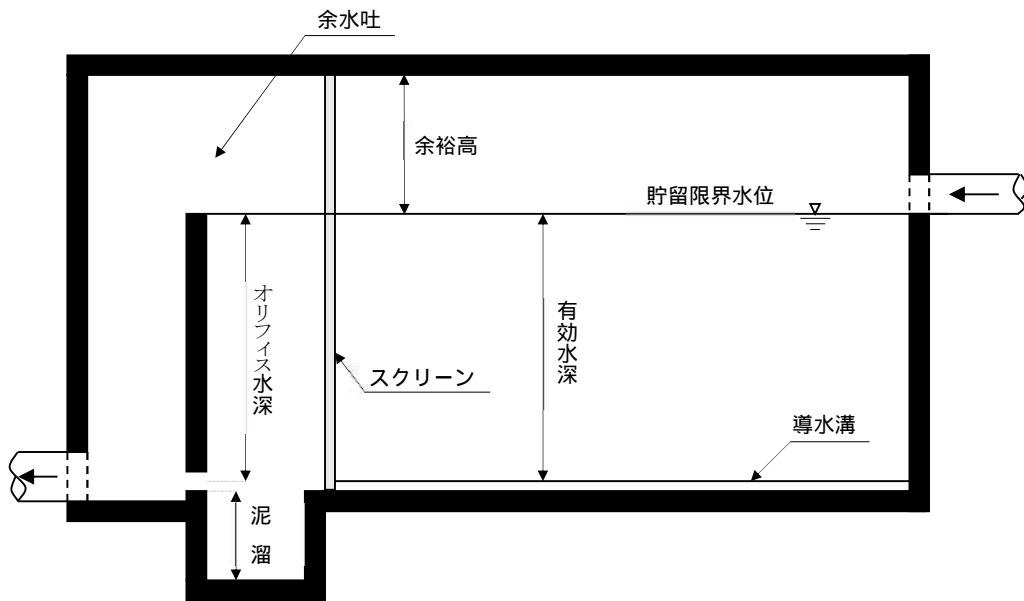 余水吐
余裕高
貯留限界水位
オリフィス水深
有効水深
スクリーン
導水溝
泥溜